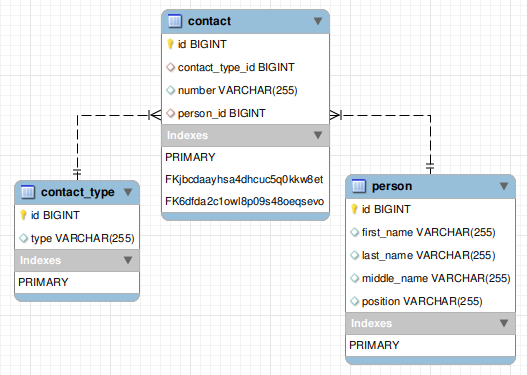 contact
id BIGINT
contact_type_id BIGINT
number VARCHAR(255)
person_id BIGINT
Indexes
PRIMARY
FKjbcdaayhsa4dhcuc5q0kkw8et
FK6dfda2c1owl8p09s48oeqsevo
contact_type
id BIGINT
type VARCHAR(255)
Indexes
PRIMARY
person
id BIGINT
first_name VARCHAR(255)
last_name VARCHAR(255)
middle_name VARCHAR(255)
position VARCHAR(255)
Indexes
PRIMARY